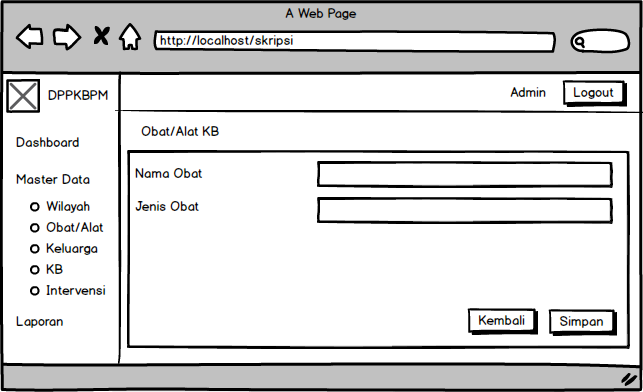 A Web Page
http://localhost/skripsi
DPPKBPM
Admin
Logout
Dashboard
Master Data
Wilayah
Obat/Alat
Keluarga
KB
Intervensi
Laporan
Obat/Alat KB
Nama Obat
Jenis Obat
Kembali
Simpan